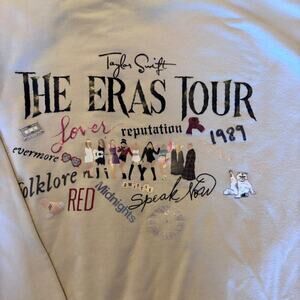 Taylor Swift
THE ERAS TOUR
Lover
reputation
1989
evermore
folklore
RED
Midnights
Speak Now